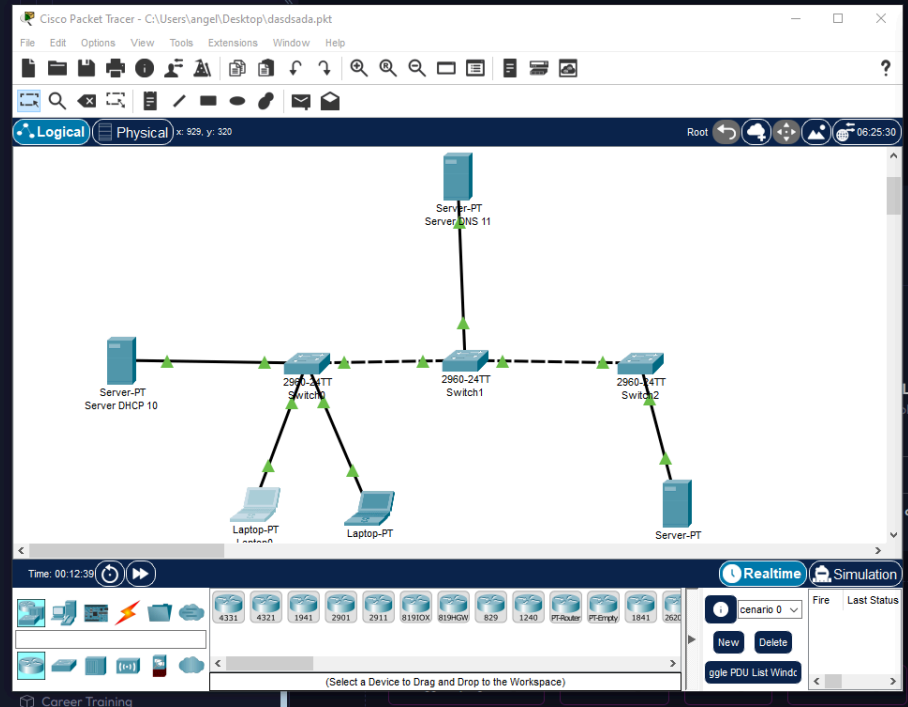 Cisco Packet Tracer - C:\Users\angel\Desktop\dasdsada.pkt
File Edit Options View Tools Extensions Window Help
Logical Physical x: 929, y: 320 Root 06:25:30
Server-PT
Server DNS 11
Server-PT
Server DHCP 10
2960-24TT
Switch0
2960-24TT
Switch1
2960-24TT
Switch2
Laptop-PT
Laptop0
Laptop-PT
Server-PT
Time: 00:12:39 Realtime Simulation
4331 4321 1941 2901 2911 819IOX 819HGW 829 1240 PT-Router PT-Empty 1841 2620
cenario 0
New Delete
ggle PDU List Windo
Fire Last Status
(Select a Device to Drag and Drop to the Workspace)
Career Training